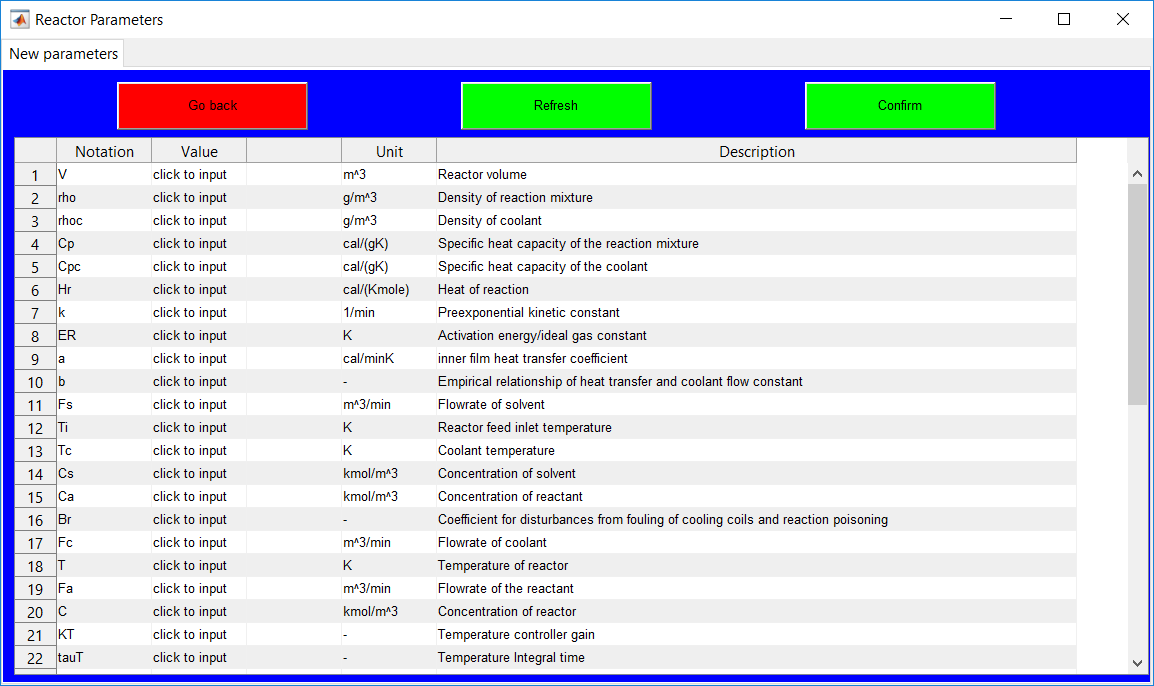 Reactor Parameters
New parameters
Go back Refresh Confirm
Notation Value Unit Description
1 V click to input m^3 Reactor volume
2 rho click to input g/m^3 Density of reaction mixture
3 rhoc click to input g/m^3 Density of coolant
4 Cp click to input cal/(gK) Specific heat capacity of the reaction mixture
5 Cpc click to input cal/(gK) Specific heat capacity of the coolant
6 Hr click to input cal/(Kmole) Heat of reaction
7 k click to input 1/min Preexponential kinetic constant
8 ER click to input K Activation energy/ideal gas constant
9 a click to input cal/minK inner film heat transfer coefficient
10 b click to input - Empirical relationship of heat transfer and coolant flow constant
11 Fs click to input m^3/min Flowrate of solvent
12 Ti click to input K Reactor feed inlet temperature
13 Tc click to input K Coolant temperature
14 Cs click to input kmol/m^3 Concentration of solvent
15 Ca click to input kmol/m^3 Concentration of reactant
16 Br click to input - Coefficient for disturbances from fouling of cooling coils and reaction poisoning
17 Fc click to input m^3/min Flowrate of coolant
18 T click to input K Temperature of reactor
19 Fa click to input m^3/min Flowrate of the reactant
20 C click to input kmol/m^3 Concentration of reactor
21 KT click to input - Temperature controller gain
22 tauT click to input - Temperature Integral time